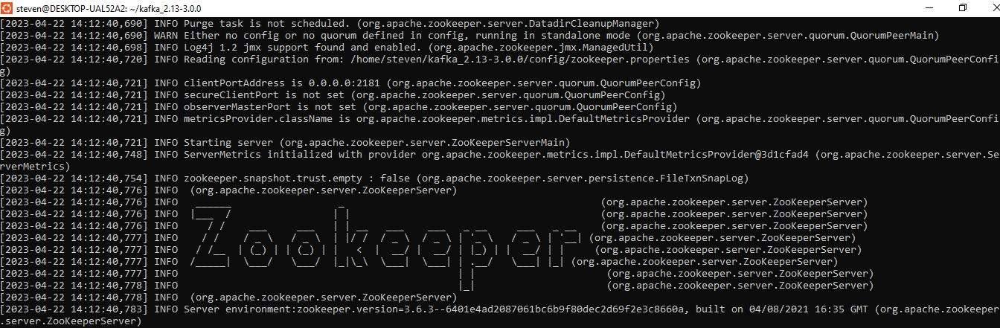 steven@DESKTOP-UAL52A2: ~/kafka_2.13-3.0.0
[2023-04-22 14:12:40,690] INFO Purge task is not scheduled. (org.apache.zookeeper.server.DatadirCleanupManager)
[2023-04-22 14:12:40,690] WARN Either no config or no quorum defined in config, running in standalone mode (org.apache.zookeeper.server.quorum.QuorumPeerMain)
[2023-04-22 14:12:40,698] INFO Log4j 1.2 jmx support found and enabled. (org.apache.zookeeper.jmx.ManagedUtil)
[2023-04-22 14:12:40,720] INFO Reading configuration from: /home/steven/kafka_2.13-3.0.0/config/zookeeper.properties (org.apache.zookeeper.server.quorum.QuorumPeerConfi
g)
[2023-04-22 14:12:40,721] INFO clientPortAddress is 0.0.0.0:2181 (org.apache.zookeeper.server.quorum.QuorumPeerConfig)
[2023-04-22 14:12:40,721] INFO secureClientPort is not set (org.apache.zookeeper.server.quorum.QuorumPeerConfig)
[2023-04-22 14:12:40,721] INFO observerMasterPort is not set (org.apache.zookeeper.server.quorum.QuorumPeerConfig)
[2023-04-22 14:12:40,721] INFO metricsProvider.className is org.apache.zookeeper.metrics.impl.DefaultMetricsProvider (org.apache.zookeeper.server.quorum.QuorumPeerConfi
g)
[2023-04-22 14:12:40,721] INFO Starting server (org.apache.zookeeper.server.ZooKeeperServerMain)
[2023-04-22 14:12:40,748] INFO ServerMetrics initialized with provider org.apache.zookeeper.metrics.impl.DefaultMetricsProvider@3d1cfad4 (org.apache.zookeeper.server.Se
rverMetrics)
[2023-04-22 14:12:40,754] INFO zookeeper.snapshot.trust.empty : false (org.apache.zookeeper.server.persistence.FileTxnSnapLog)
[2023-04-22 14:12:40,776] INFO  (org.apache.zookeeper.server.ZooKeeperServer)
[2023-04-22 14:12:40,776] INFO   ______                  _                                           (org.apache.zookeeper.server.ZooKeeperServer)
[2023-04-22 14:12:40,776] INFO  |___  /                 | |                                          (org.apache.zookeeper.server.ZooKeeperServer)
[2023-04-22 14:12:40,776] INFO     / /    ___     ___   | | __   ___    ___   _ __     ___   _ __    (org.apache.zookeeper.server.ZooKeeperServer)
[2023-04-22 14:12:40,777] INFO    / /    / _ \   / _ \  | |/ /  / _ \  / _ \ | '_ \   / _ \ | '__| (org.apache.zookeeper.server.ZooKeeperServer)
[2023-04-22 14:12:40,777] INFO   / /__  | (_) | | (_) | |   <  |  __/ |  __/ | |_) | |  __/ | |     (org.apache.zookeeper.server.ZooKeeperServer)
[2023-04-22 14:12:40,777] INFO  /_____|  \___/   \___/  |_|\_\  \___|  \___| | .__/   \___| |_| (org.apache.zookeeper.server.ZooKeeperServer)
[2023-04-22 14:12:40,777] INFO                                               | |                      (org.apache.zookeeper.server.ZooKeeperServer)
[2023-04-22 14:12:40,778] INFO                                               |_|                      (org.apache.zookeeper.server.ZooKeeperServer)
[2023-04-22 14:12:40,778] INFO  (org.apache.zookeeper.server.ZooKeeperServer)
[2023-04-22 14:12:40,783] INFO Server environment:zookeeper.version=3.6.3--6401e4ad2087061bc6b9f80dec2d69f2e3c8660a, built on 04/08/2021 16:35 GMT (org.apache.zookeeper
.server.ZooKeeperServer)